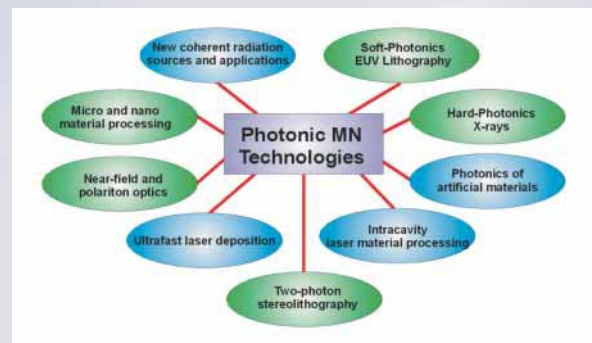 New coherent radiation
sources and applications
Soft-Photonics
EUV Lithography
Micro and nano
material processing
Photonic MN
Technologies
Hard-Photonics
X-rays
Near-field and
polariton optics
Photonics of
artificial materials
Ultrafast laser deposition
Intracavity
laser material processing
Two-photon
stereolithography